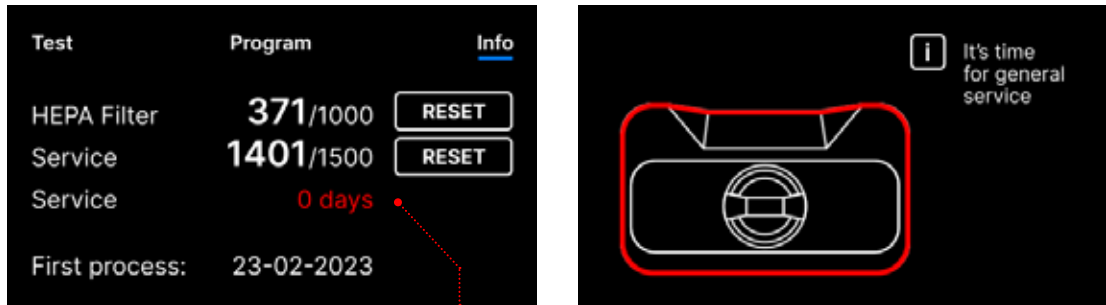 Test Program Info
HEPA Filter 371/1000 RESET
Service 1401/1500 RESET
Service 0 days
First process: 23-02-2023
i It's time
for general
service